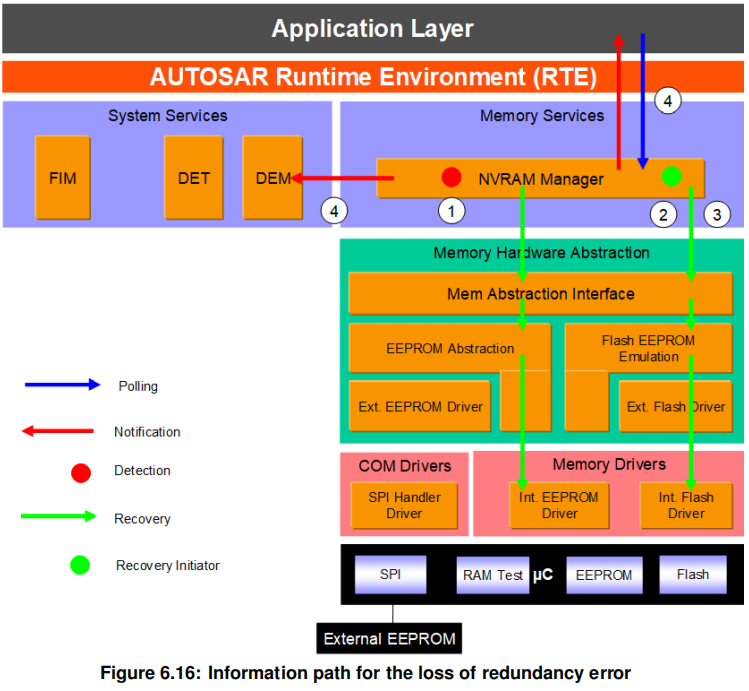 Application Layer
AUTOSAR Runtime Environment (RTE)
4
System Services
Memory Services
FIM
DET
DEM
NVRAM Manager
4
1
2
3
Memory Hardware Abstraction
Mem Abstraction Interface
EEPROM Abstraction
Flash EEPROM
Emulation
Ext. EEPROM Driver
Ext. Flash Driver
Polling
Notification
Detection
Recovery
Recovery Initiator
COM Drivers
Memory Drivers
SPI Handler
Driver
Int. EEPROM
Driver
Int. Flash
Driver
SPI
RAM Test
µC
EEPROM
Flash
External EEPROM
Figure 6.16: Information path for the loss of redundancy error